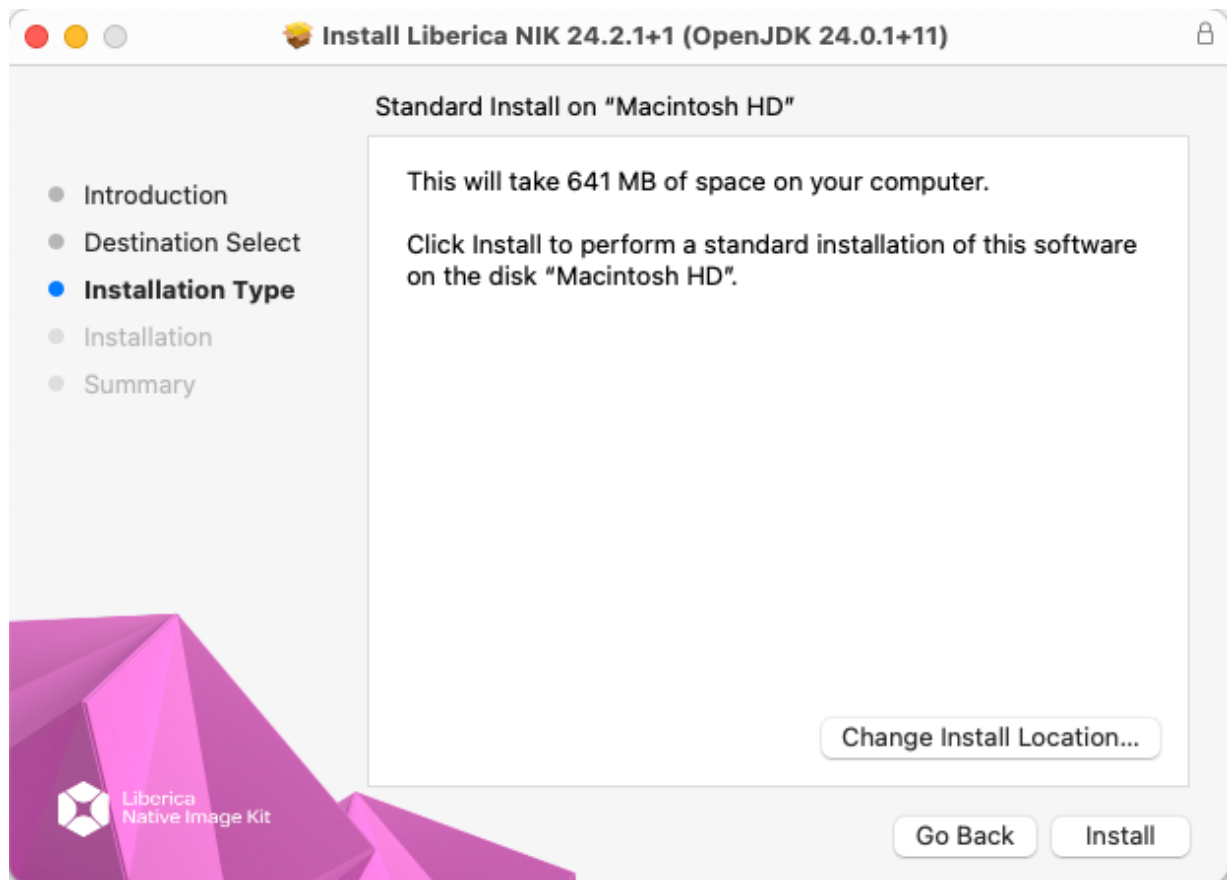 Install Liberica NIK 24.2.1+1 (OpenJDK 24.0.1+11)
Standard Install on “Macintosh HD”
Introduction
Destination Select
Installation Type
Installation
Summary
This will take 641 MB of space on your computer.
Click Install to perform a standard installation of this software
on the disk “Macintosh HD”.
Change Install Location...
Liberica
Native Image Kit
Go Back
Install